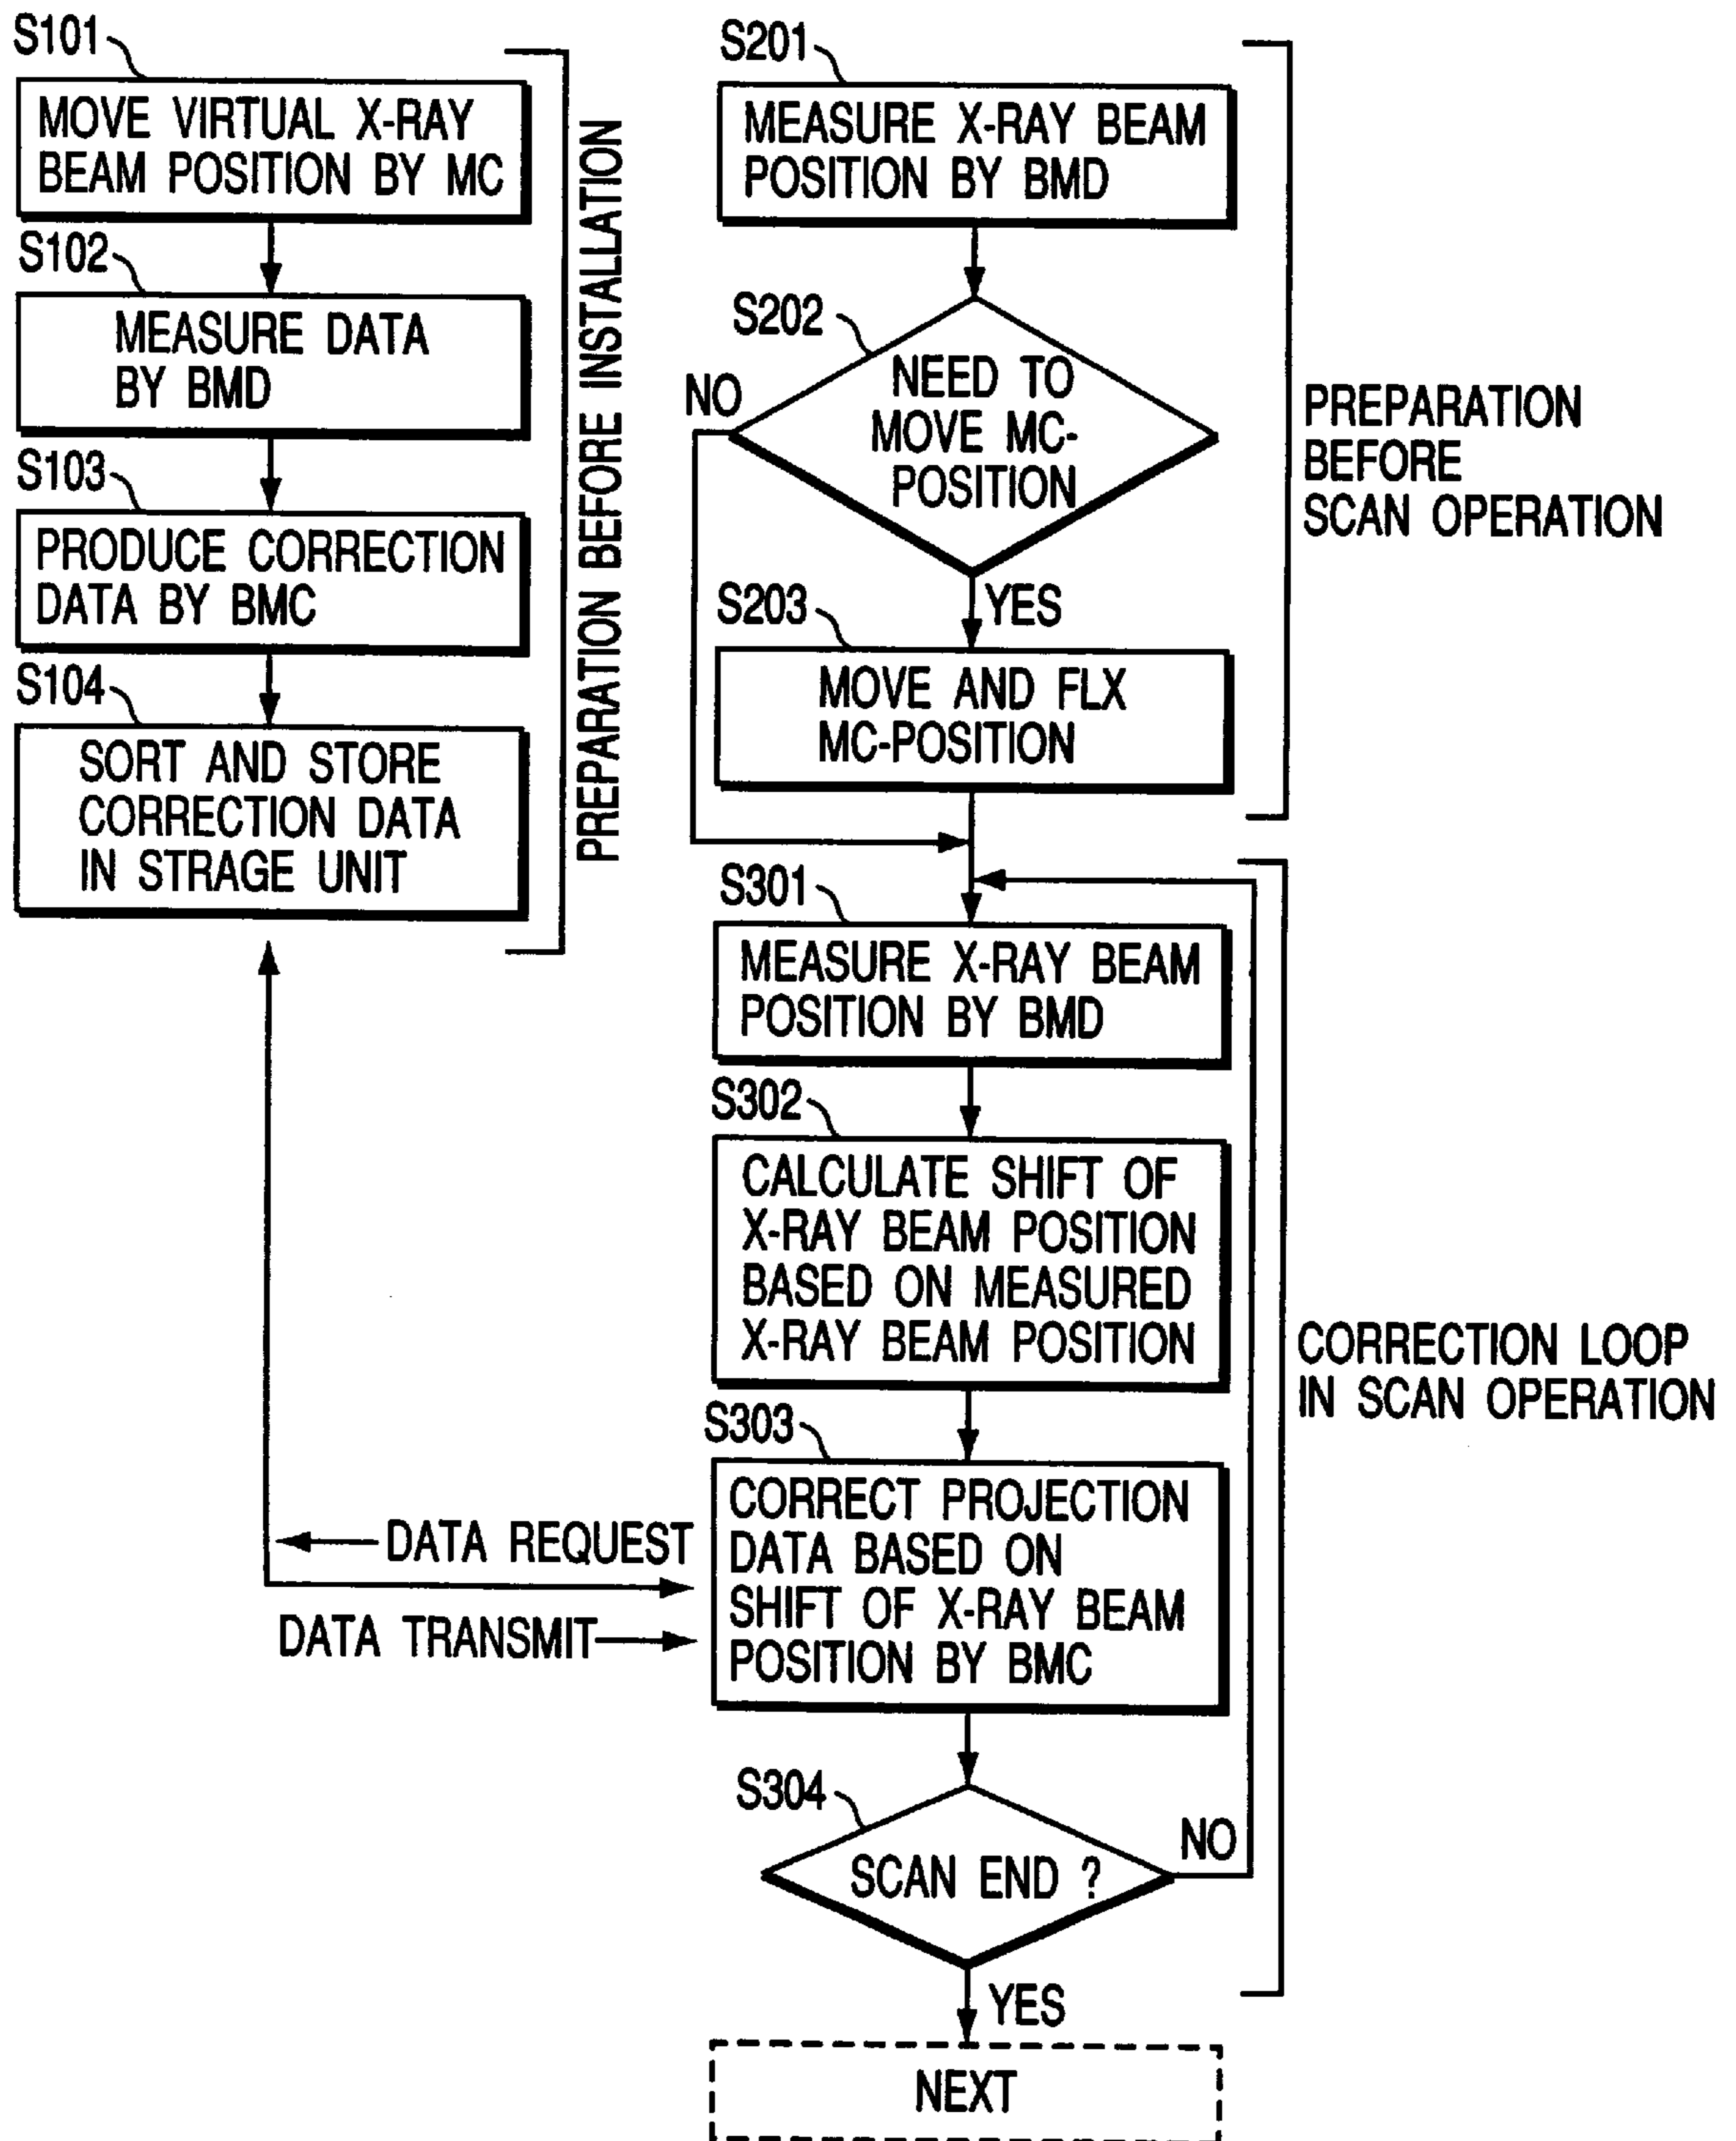 S101
MOVE VIRTUAL X-RAY
BEAM POSITION BY MC
S102
MEASURE DATA
BY BMD
S103
PRODUCE CORRECTION
DATA BY BMC
S104
SORT AND STORE
CORRECTION DATA
IN STRAGE UNIT
PREPARATION BEFORE INSTALLATION
S201
MEASURE X-RAY BEAM
POSITION BY BMD
S202
NEED TO
MOVE MC-
POSITION
NO
YES
S203
MOVE AND FLX
MC-POSITION
PREPARATION
BEFORE
SCAN OPERATION
S301
MEASURE X-RAY BEAM
POSITION BY BMD
S302
CALCULATE SHIFT OF
X-RAY BEAM POSITION
BASED ON MEASURED
X-RAY BEAM POSITION
S303
CORRECT PROJECTION
DATA BASED ON
SHIFT OF X-RAY BEAM
POSITION BY BMC
DATA REQUEST
DATA TRANSMIT
S304
SCAN END ?
NO
YES
CORRECTION LOOP
IN SCAN OPERATION
NEXT